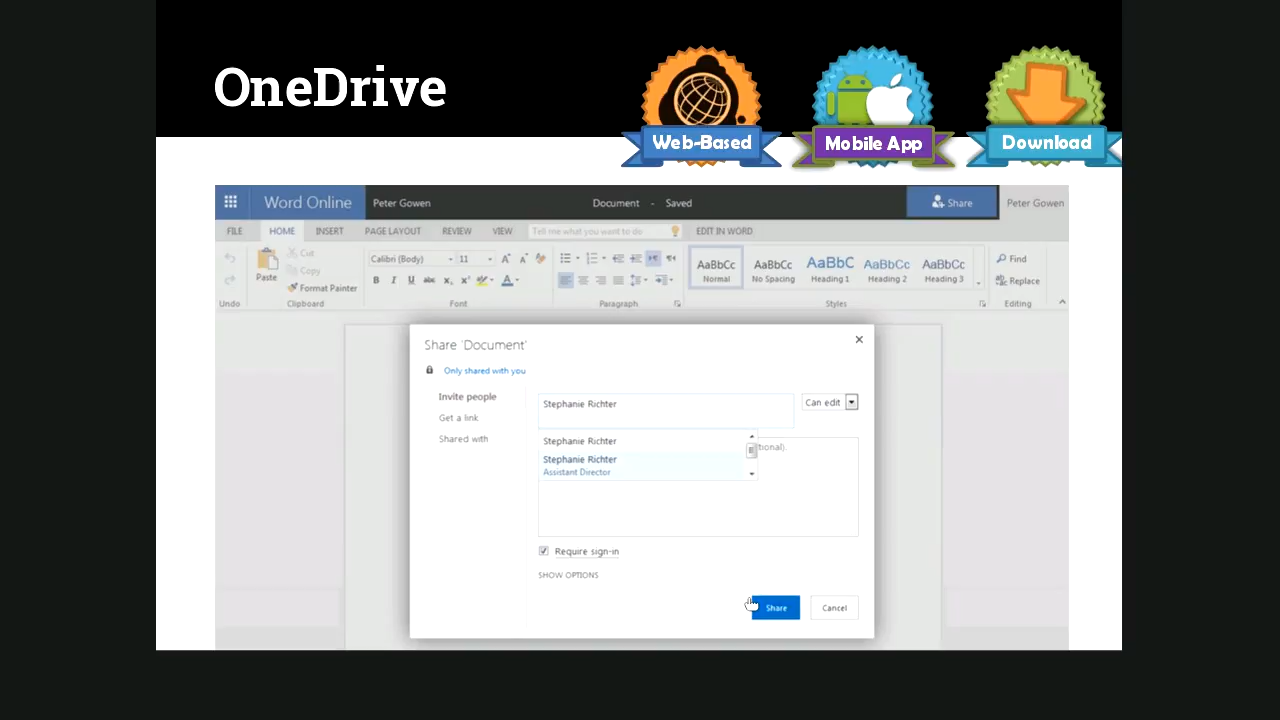 OneDrive
Web-Based
Mobile App
Download
Word Online
Peter Gowen
Document - Saved
Share
Peter Gowen
FILE HOME INSERT PAGE LAYOUT REVIEW VIEW Tell me what you want to do EDIT IN WORD
Cut
Copy
Paste
Format Painter
Calibri (Body) 11
B I U abc x₂ x² A
AaBbCc AaBbCc AaBbC AaBbCc AaBbCc
Normal No Spacing Heading 1 Heading 2 Heading 3
Find
Replace
Undo Clipboard Font Paragraph Styles Editing
Share 'Document'
Only shared with you
Invite people
Get a link
Shared with
Stephanie Richter
Can edit
Stephanie Richter
tional).
Stephanie Richter
Assistant Director
Require sign-in
SHOW OPTIONS
Share
Cancel